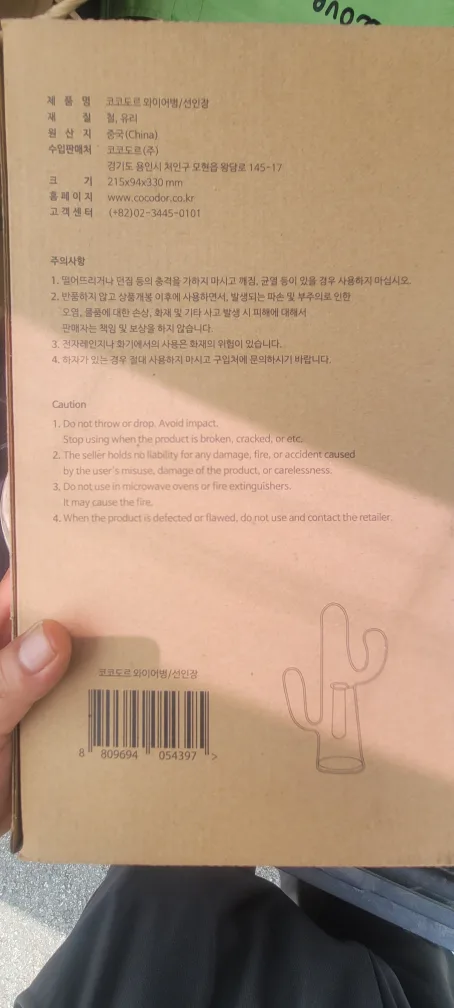 love
제 품 명 코코도르 와이어병/선인장
재 질 철, 유리
원 산 지 중국(China)
수입판매처 코코도르(주)
경기도 용인시 처인구 모현읍 왕담로 145-17
크 기 215x94x330 mm
홈페이지 www.cocodor.co.kr
고객센터 (+82)02-3445-0101
주의사항
1. 떨어뜨리거나 던짐 등의 충격을 가하지 마시고 깨짐, 균열 등이 있을 경우 사용하지 마십시오.
2. 반품하지 않고 상품개봉 이후에 사용하면서, 발생되는 파손 및 부주의로 인한
오염, 물품에 대한 손상, 화재 및 기타 사고 발생 시 피해에 대해서
판매자는 책임 및 보상을 하지 않습니다.
3. 전자레인지나 화기에서의 사용은 화재의 위험이 있습니다.
4. 하자가 있는 경우 절대 사용하지 마시고 구입처에 문의하시기 바랍니다.
Caution
1. Do not throw or drop. Avoid impact.
Stop using when the product is broken, cracked, or etc.
2. The seller holds no liability for any damage, fire, or accident caused
by the user's misuse, damage of the product, or carelessness.
3. Do not use in microwave ovens or fire extinguishers.
It may cause the fire.
4. When the product is defected or flawed, do not use and contact the retailer.
코코도르 와이어병/선인장
8 809694 054397 >